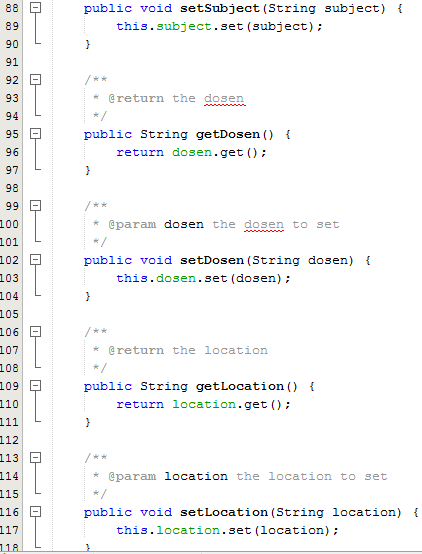 88 public void setSubject(String subject) {
89 this.subject.set(subject);
90 }
91
92 /**
93 * @return the dosen
94 */
95 public String getDosen() {
96 return dosen.get();
97 }
98
99 /**
100 * @param dosen the dosen to set
101 */
102 public void setDosen(String dosen) {
103 this.dosen.set(dosen);
104 }
105
106 /**
107 * @return the location
108 */
109 public String getLocation() {
110 return location.get();
111 }
112
113 /**
114 * @param location the location to set
115 */
116 public void setLocation(String location) {
117 this.location.set(location);
118 }